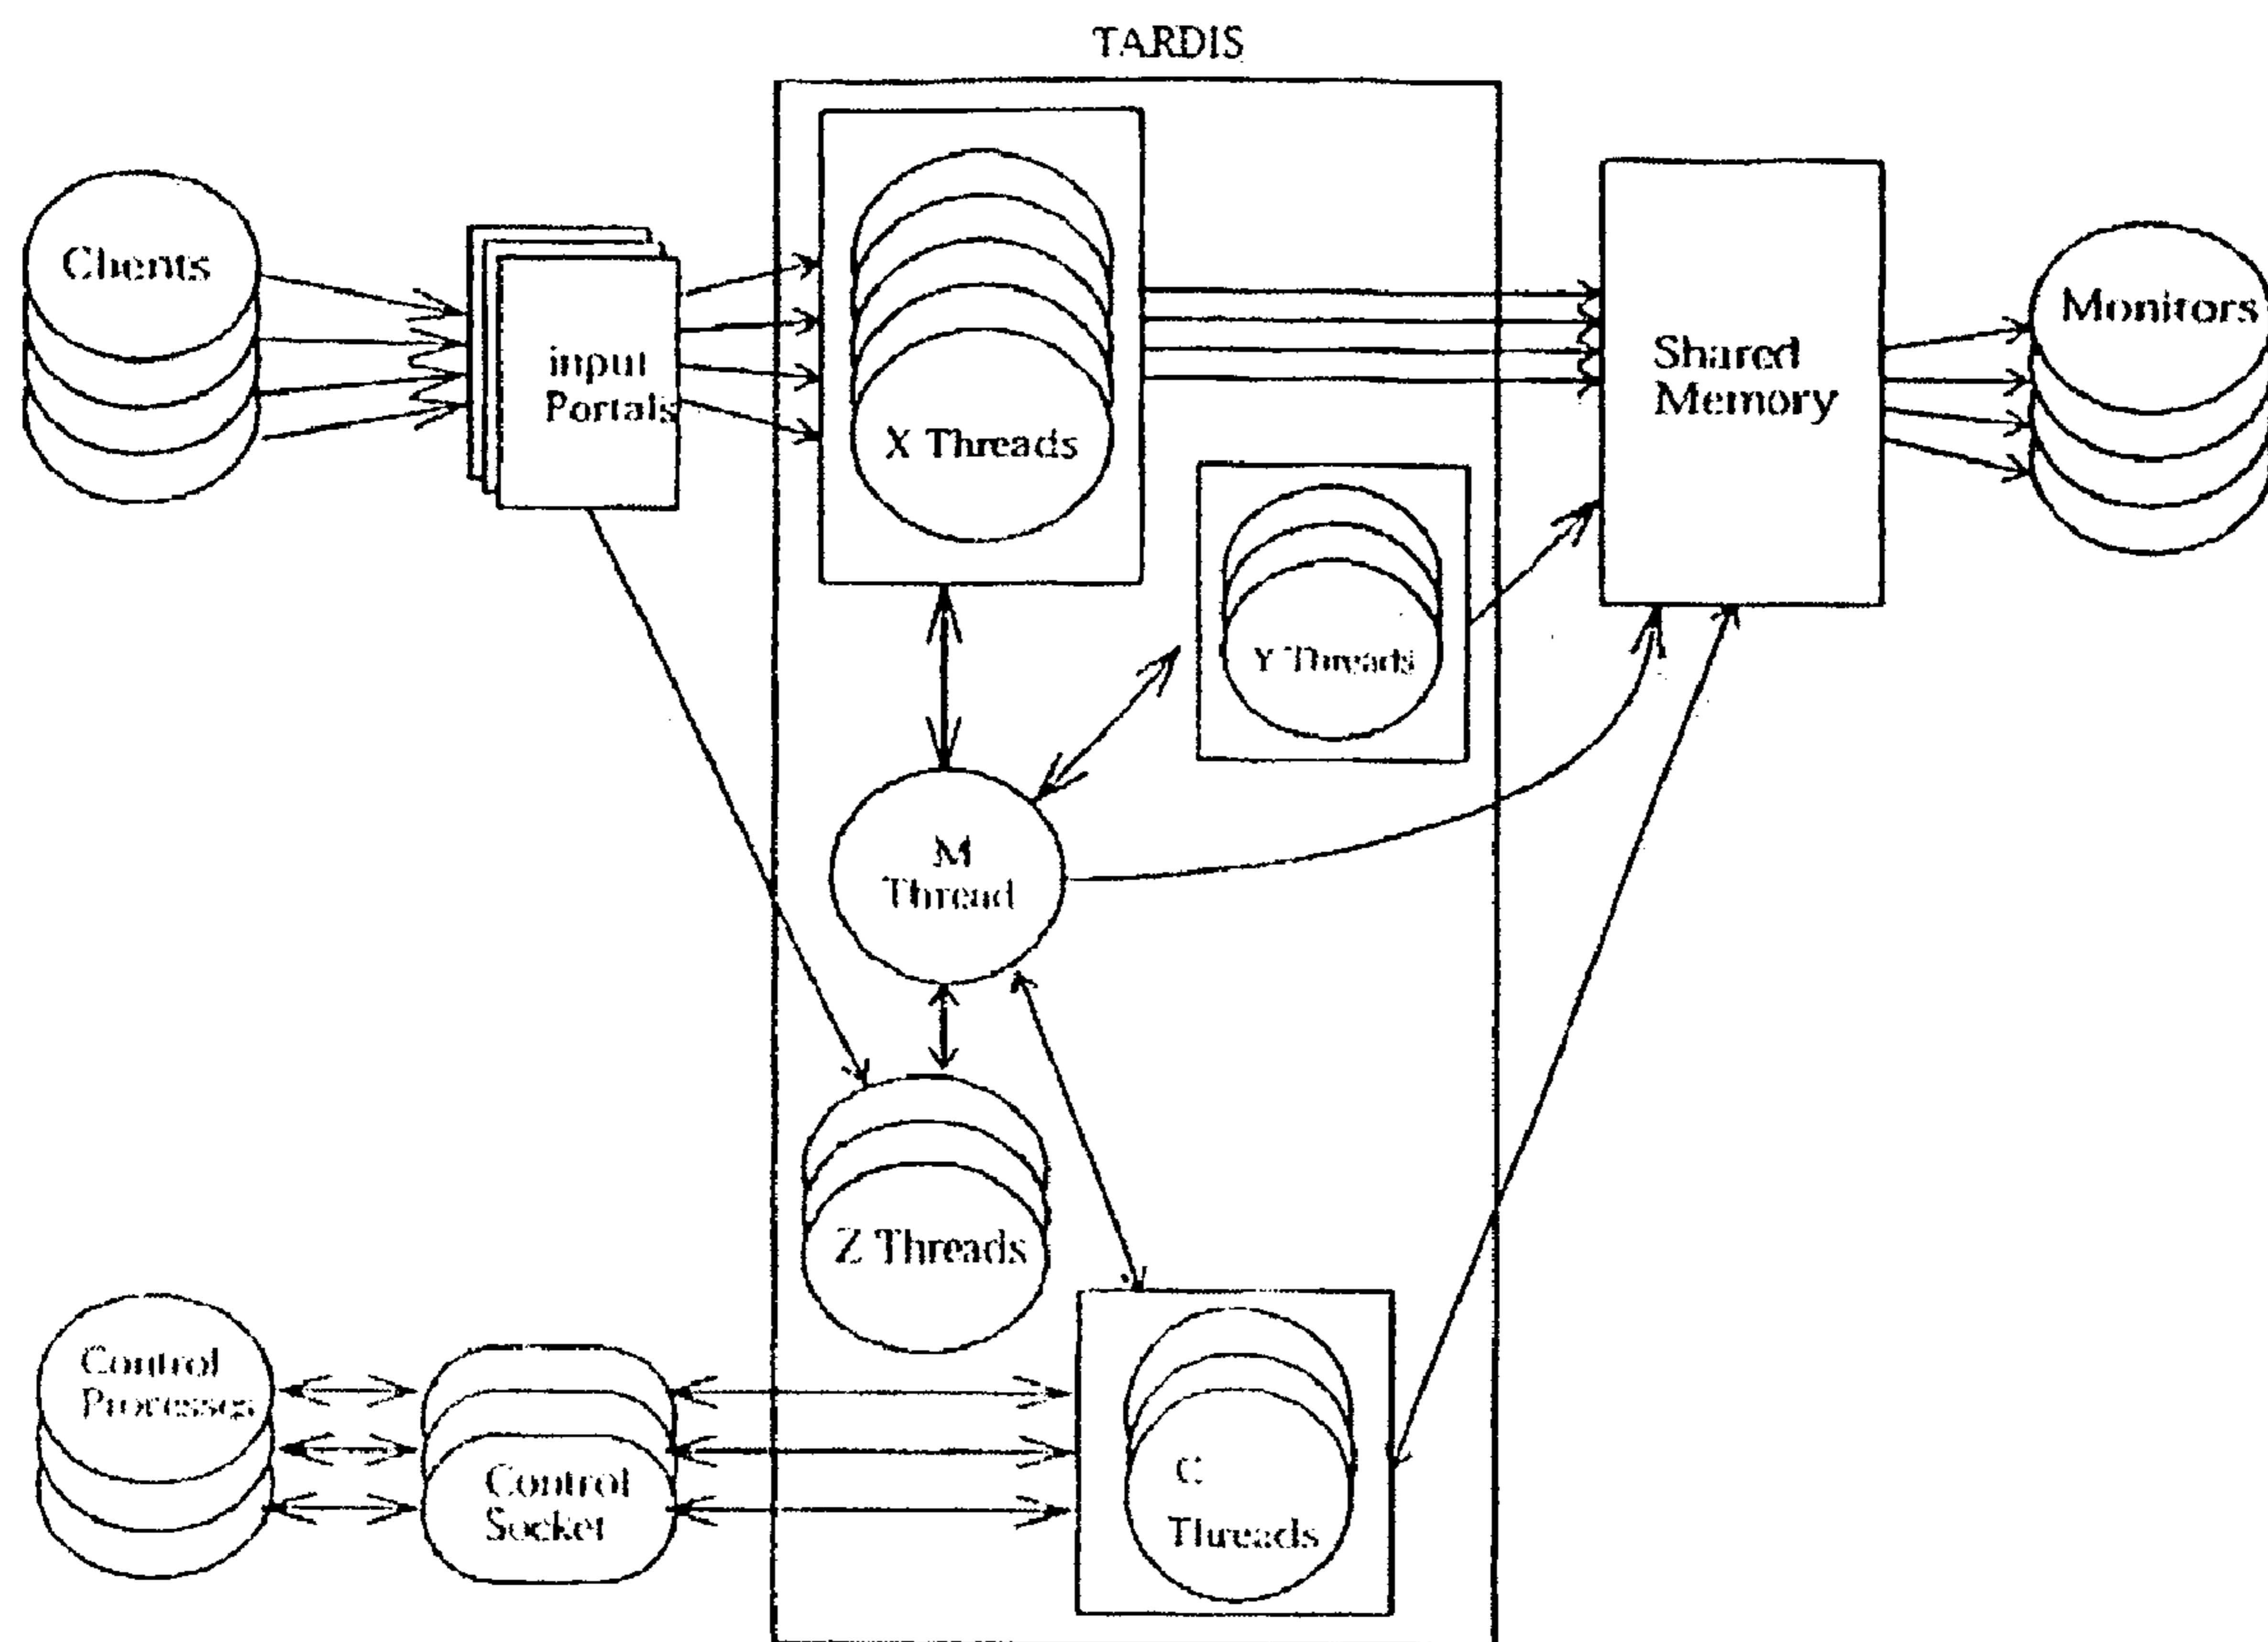 TARDIS
Clients
input
Portals
X Threads
Shared
Memory
Monitors
Y Threads
M
Thread
Z Threads
Control
Processes
Control
Socket
C
Threads